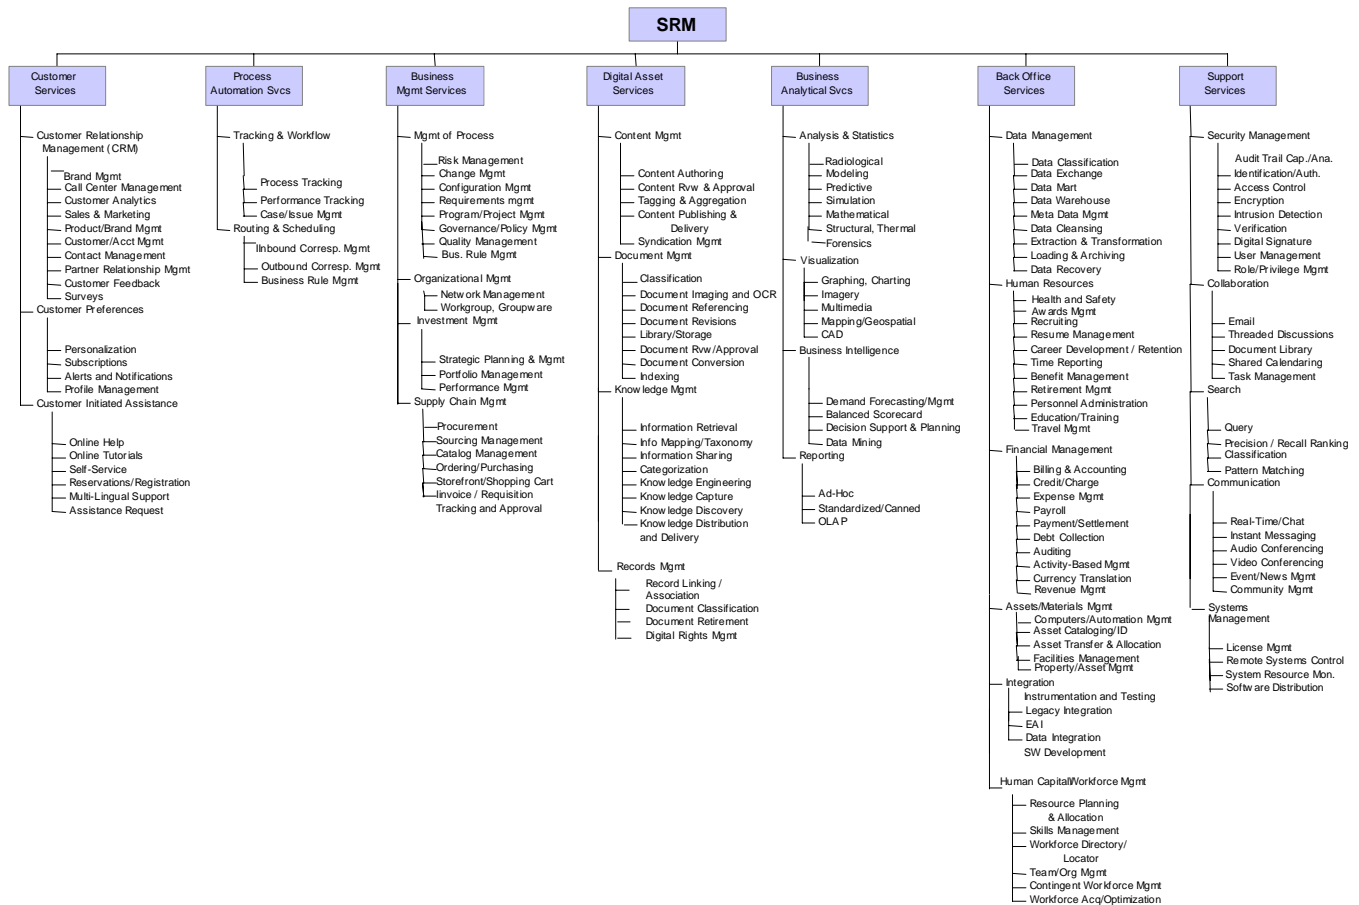 SRM
Customer
Services
Customer Relationship
Management (CRM)
Brand Mgmt
Call Center Management
Customer Analytics
Sales & Marketing
Product/Brand Mgmt
Customer/Acct Mgmt
Contact Management
Partner Relationship Mgmt
Customer Feedback
Surveys
Customer Preferences
Personalization
Subscriptions
Alerts and Notifications
Profile Management
Customer Initiated Assistance
Online Help
Online Tutorials
Self-Service
Reservations/Registration
Multi-Lingual Support
Assistance Request
Process
Automation Svcs
Tracking & Workflow
Process Tracking
Performance Tracking
Case/Issue Mgmt
Routing & Scheduling
IInbound Corresp. Mgmt
Outbound Corresp. Mgmt
Business Rule Mgmt
Business
Mgmt Services
Mgmt of Process
Risk Management
Change Mgmt
Configuration Mgmt
Requirements mgmt
Program/Project Mgmt
Governance/Policy Mgmt
Quality Management
Bus. Rule Mgmt
Organizational Mgmt
Network Management
Workgroup, Groupware
Investment Mgmt
Strategic Planning & Mgmt
Portfolio Management
Performance Mgmt
Supply Chain Mgmt
Procurement
Sourcing Management
Catalog Management
Ordering/Purchasing
Storefront/Shopping Cart
Iinvoice / Requisition
Tracking and Approval
Digital Asset
Services
Content Mgmt
Content Authoring
Content Rvw & Approval
Tagging & Aggregation
Content Publishing &
Delivery
Syndication Mgmt
Document Mgmt
Classification
Document Imaging and OCR
Document Referencing
Document Revisions
Library/Storage
Document Rvw/Approval
Document Conversion
Indexing
Knowledge Mgmt
Information Retrieval
Info Mapping/Taxonomy
Information Sharing
Categorization
Knowledge Engineering
Knowledge Capture
Knowledge Discovery
Knowledge Distribution
and Delivery
Records Mgmt
Record Linking /
Association
Document Classification
Document Retirement
Digital Rights Mgmt
Business
Analytical Svcs
Analysis & Statistics
Radiological
Modeling
Predictive
Simulation
Mathematical
Structural, Thermal
Forensics
Visualization
Graphing, Charting
Imagery
Multimedia
Mapping/Geospatial
CAD
Business Intelligence
Demand Forecasting/Mgmt
Balanced Scorecard
Decision Support & Planning
Data Mining
Reporting
Ad-Hoc
Standardized/Canned
OLAP
Back Office
Services
Data Management
Data Classification
Data Exchange
Data Mart
Data Warehouse
Meta Data Mgmt
Data Cleansing
Extraction & Transformation
Loading & Archiving
Data Recovery
Human Resources
Health and Safety
Awards Mgmt
Recruiting
Resume Management
Career Development / Retention
Time Reporting
Benefit Management
Retirement Mgmt
Personnel Administration
Education/Training
Travel Mgmt
Financial Management
Billing & Accounting
Credit/Charge
Expense Mgmt
Payroll
Payment/Settlement
Debt Collection
Auditing
Activity-Based Mgmt
Currency Translation
Revenue Mgmt
Assets/Materials Mgmt
Computers/Automation Mgmt
Asset Cataloging/ID
Asset Transfer & Allocation
Facilities Management
Property/Asset Mgmt
Integration
Instrumentation and Testing
Legacy Integration
EAI
Data Integration
SW Development
Human Capital/Workforce Mgmt
Resource Planning
& Allocation
Skills Management
Workforce Directory/
Locator
Team/Org Mgmt
Contingent Workforce Mgmt
Workforce Acq/Optimization
Support
Services
Security Management
Audit Trail Cap./Ana.
Identification/Auth.
Access Control
Encryption
Intrusion Detection
Verification
Digital Signature
User Management
Role/Privilege Mgmt
Collaboration
Email
Threaded Discussions
Document Library
Shared Calendaring
Task Management
Search
Query
Precision / Recall Ranking
Classification
Pattern Matching
Communication
Real-Time/Chat
Instant Messaging
Audio Conferencing
Video Conferencing
Event/News Mgmt
Community Mgmt
Systems
Management
License Mgmt
Remote Systems Control
System Resource Mon.
Software Distribution